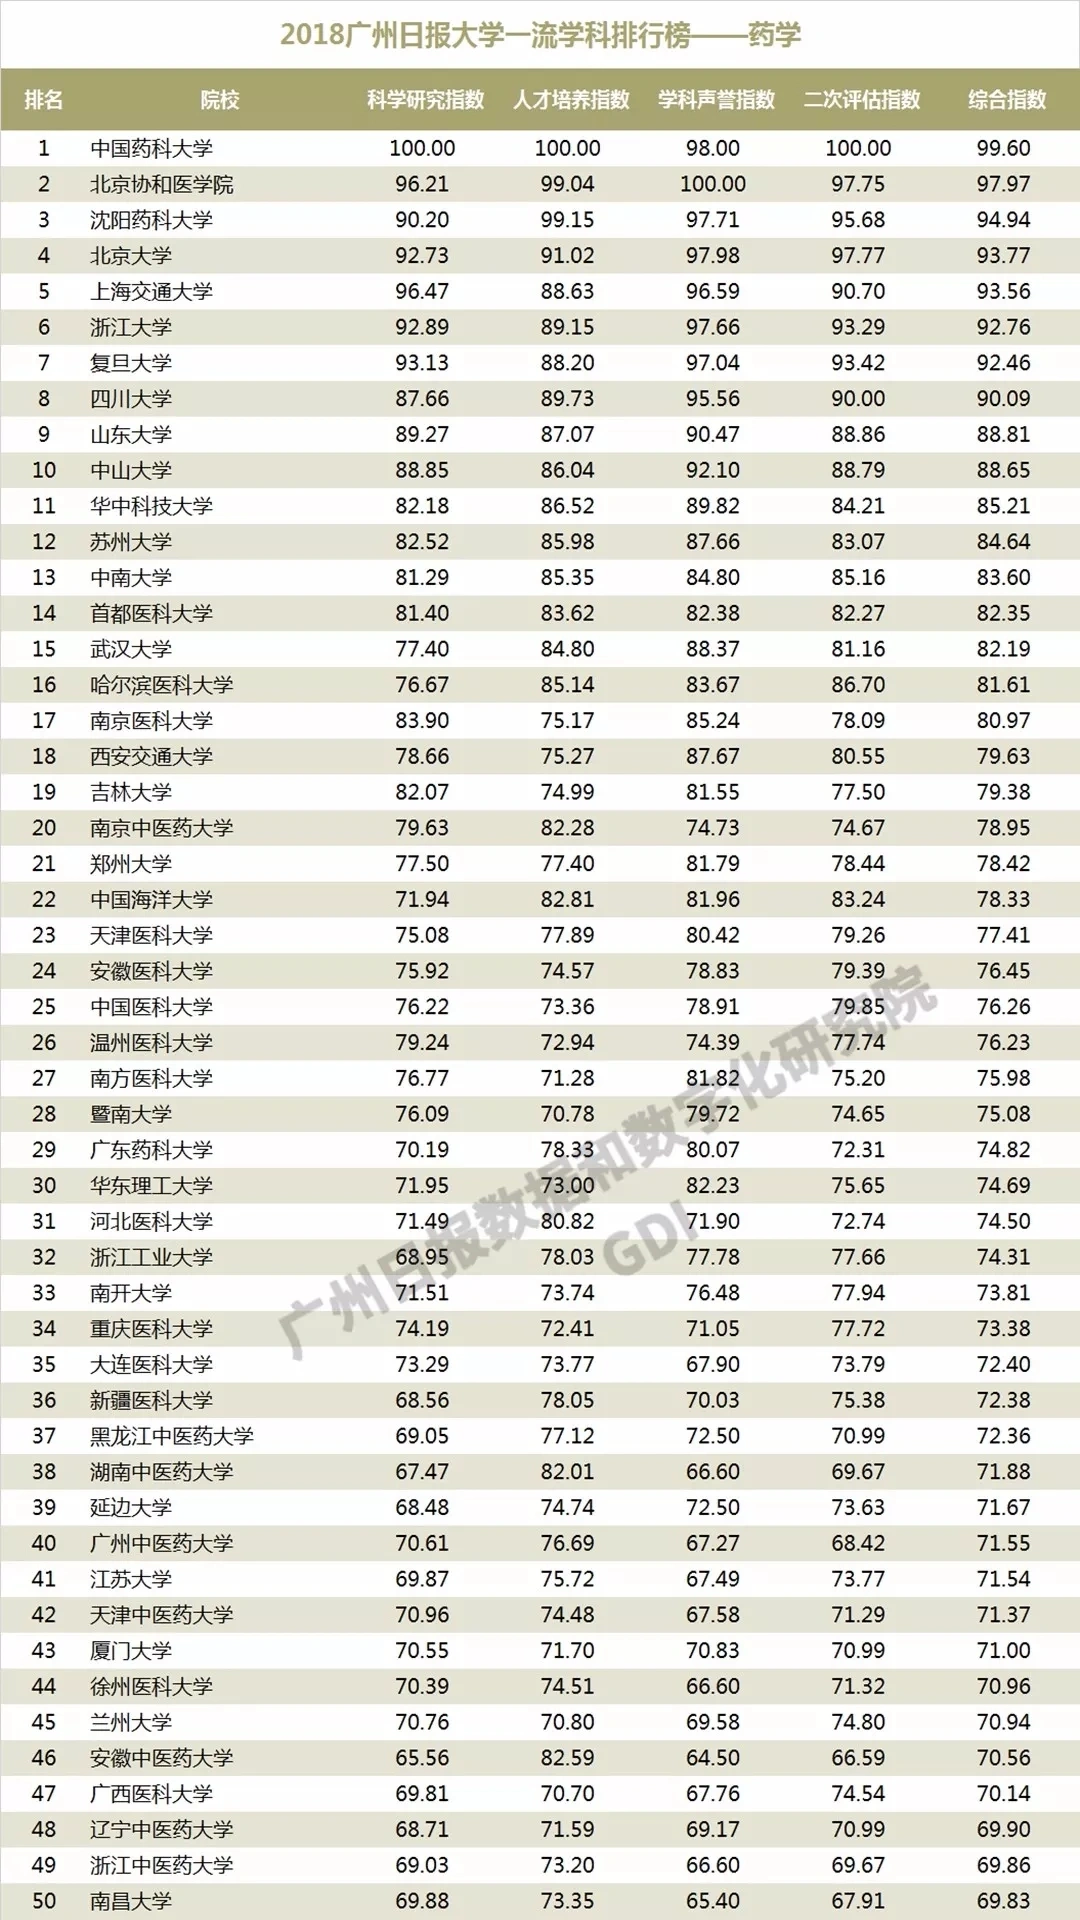 2018广州日报大学一流学科排行榜——药学
排名 院校 科学研究指数 人才培养指数 学科声誉指数 二次评估指数 综合指数
1 中国药科大学 100.00 100.00 98.00 100.00 99.60
2 北京协和医学院 96.21 99.04 100.00 97.75 97.97
3 沈阳药科大学 90.20 99.15 97.71 95.68 94.94
4 北京大学 92.73 91.02 97.98 97.77 93.77
5 上海交通大学 96.47 88.63 96.59 90.70 93.56
6 浙江大学 92.89 89.15 97.66 93.29 92.76
7 复旦大学 93.13 88.20 97.04 93.42 92.46
8 四川大学 87.66 89.73 95.56 90.00 90.09
9 山东大学 89.27 87.07 90.47 88.86 88.81
10 中山大学 88.85 86.04 92.10 88.79 88.65
11 华中科技大学 82.18 86.52 89.82 84.21 85.21
12 苏州大学 82.52 85.98 87.66 83.07 84.64
13 中南大学 81.29 85.35 84.80 85.16 83.60
14 首都医科大学 81.40 83.62 82.38 82.27 82.35
15 武汉大学 77.40 84.80 88.37 81.16 82.19
16 哈尔滨医科大学 76.67 85.14 83.67 86.70 81.61
17 南京医科大学 83.90 75.17 85.24 78.09 80.97
18 西安交通大学 78.66 75.27 87.67 80.55 79.63
19 吉林大学 82.07 74.99 81.55 77.50 79.38
20 南京中医药大学 79.63 82.28 74.73 74.67 78.95
21 郑州大学 77.50 77.40 81.79 78.44 78.42
22 中国海洋大学 71.94 82.81 81.96 83.24 78.33
23 天津医科大学 75.08 77.89 80.42 79.26 77.41
24 安徽医科大学 75.92 74.57 78.83 79.39 76.45
25 中国医科大学 76.22 73.36 78.91 79.85 76.26
26 温州医科大学 79.24 72.94 74.39 77.74 76.23
27 南方医科大学 76.77 71.28 81.82 75.20 75.98
28 暨南大学 76.09 70.78 79.72 74.65 75.08
29 广东药科大学 70.19 78.33 80.07 72.31 74.82
30 华东理工大学 71.95 73.00 82.23 75.65 74.69
31 河北医科大学 71.49 80.82 71.90 72.74 74.50
32 浙江工业大学 68.95 78.03 77.78 77.66 74.31
33 南开大学 71.51 73.74 76.48 77.94 73.81
34 重庆医科大学 74.19 72.41 71.05 77.72 73.38
35 大连医科大学 73.29 73.77 67.90 73.79 72.40
36 新疆医科大学 68.56 78.05 70.03 75.38 72.38
37 黑龙江中医药大学 69.05 77.12 72.50 70.99 72.36
38 湖南中医药大学 67.47 82.01 66.60 69.67 71.88
39 延边大学 68.48 74.74 72.50 73.63 71.67
40 广州中医药大学 70.61 76.69 67.27 68.42 71.55
41 江苏大学 69.87 75.72 67.49 73.77 71.54
42 天津中医药大学 70.96 74.48 67.58 71.29 71.37
43 厦门大学 70.55 71.70 70.83 70.99 71.00
44 徐州医科大学 70.39 74.51 66.60 71.32 70.96
45 兰州大学 70.76 70.80 69.58 74.80 70.94
46 安徽中医药大学 65.56 82.59 64.50 66.59 70.56
47 广西医科大学 69.81 70.70 67.76 74.54 70.14
48 辽宁中医药大学 68.71 71.59 69.17 70.99 69.90
49 浙江中医药大学 69.03 73.20 66.60 69.67 69.86
50 南昌大学 69.88 73.35 65.40 67.91 69.83
广州日报数据和数字化研究院
GDI